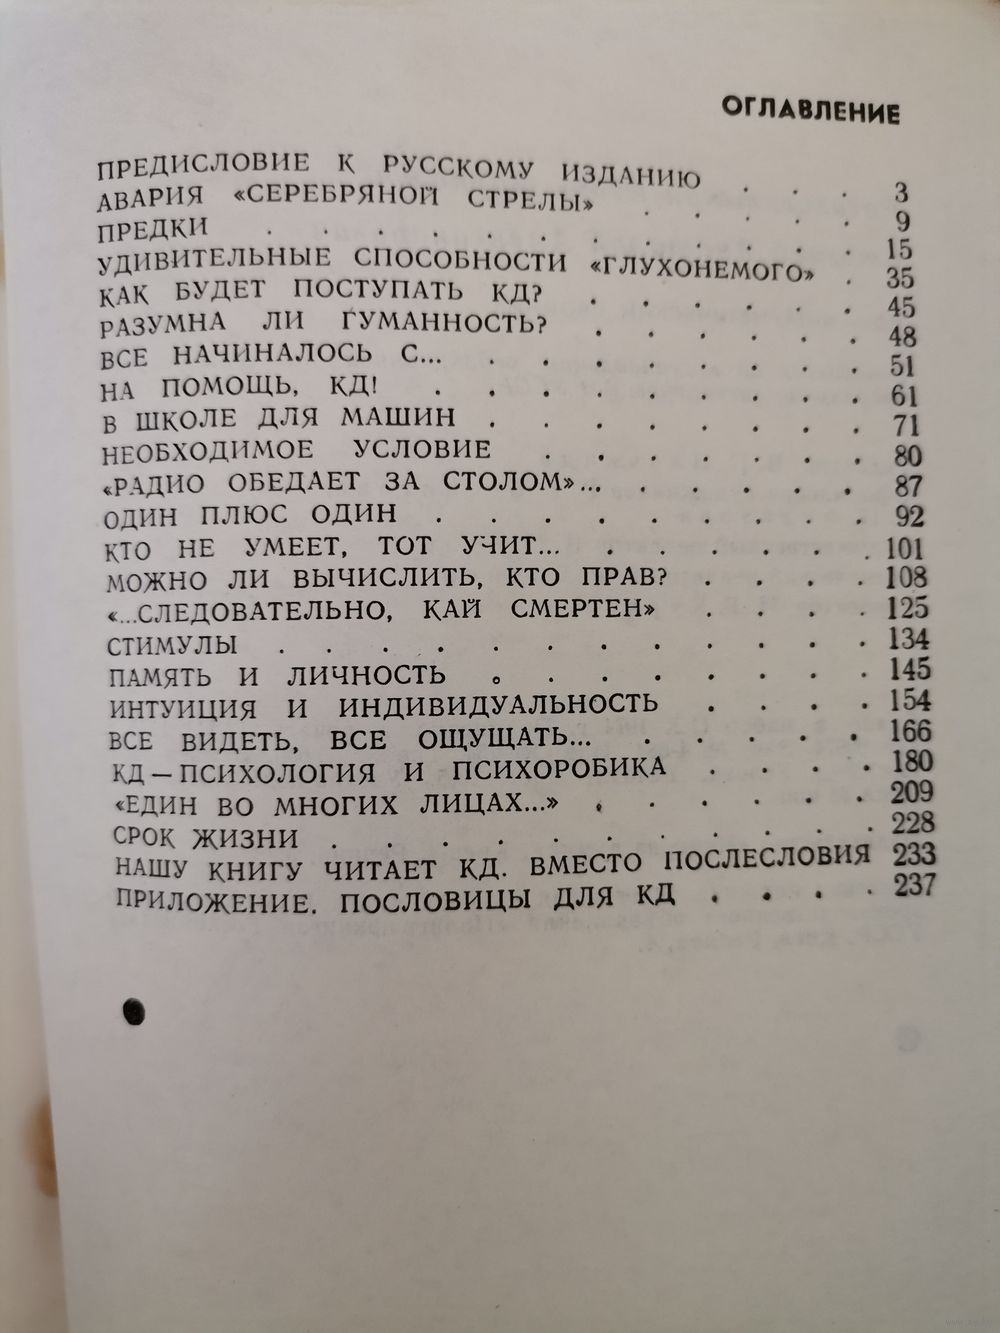 ОГЛАВЛЕНИЕ
ПРЕДИСЛОВИЕ К РУССКОМУ ИЗДАНИЮ . . . 3
АВАРИЯ «СЕРЕБРЯНОЙ СТРЕЛЫ» . . . . . 9
ПРЕДКИ . . . . . . . . . . . 15
УДИВИТЕЛЬНЫЕ СПОСОБНОСТИ «ГЛУХОНЕМОГО» . 35
КАК БУДЕТ ПОСТУПАТЬ КД? . . . . . . 45
РАЗУМНА ЛИ ГУМАННОСТЬ? . . . . . . 48
ВСЕ НАЧИНАЛОСЬ С... . . . . . . . . 51
НА ПОМОЩЬ, КД! . . . . . . . . . 61
В ШКОЛЕ ДЛЯ МАШИН . . . . . . . . 71
НЕОБХОДИМОЕ УСЛОВИЕ . . . . . . . 80
«РАДИО ОБЕДАЕТ ЗА СТОЛОМ»... . . . . . 87
ОДИН ПЛЮС ОДИН . . . . . . . . . 92
КТО НЕ УМЕЕТ, ТОТ УЧИТ... . . . . . . 101
МОЖНО ЛИ ВЫЧИСЛИТЬ, КТО ПРАВ? . . . . 108
«...СЛЕДОВАТЕЛЬНО, КАЙ СМЕРТЕН» . . . . 125
СТИМУЛЫ . . . . . . . . . . . . 134
ПАМЯТЬ И ЛИЧНОСТЬ . . . . . . . . 145
ИНТУИЦИЯ И ИНДИВИДУАЛЬНОСТЬ . . . . 154
ВСЕ ВИДЕТЬ, ВСЕ ОЩУЩАТЬ... . . . . . 166
КД — ПСИХОЛОГИЯ И ПСИХОРОБИКА . . . . 180
«ЕДИН ВО МНОГИХ ЛИЦАХ...» . . . . . . 209
СРОК ЖИЗНИ . . . . . . . . . . . 228
НАШУ КНИГУ ЧИТАЕТ КД. ВМЕСТО ПОСЛЕСЛОВИЯ 233
ПРИЛОЖЕНИЕ. ПОСЛОВИЦЫ ДЛЯ КД . . . . 237